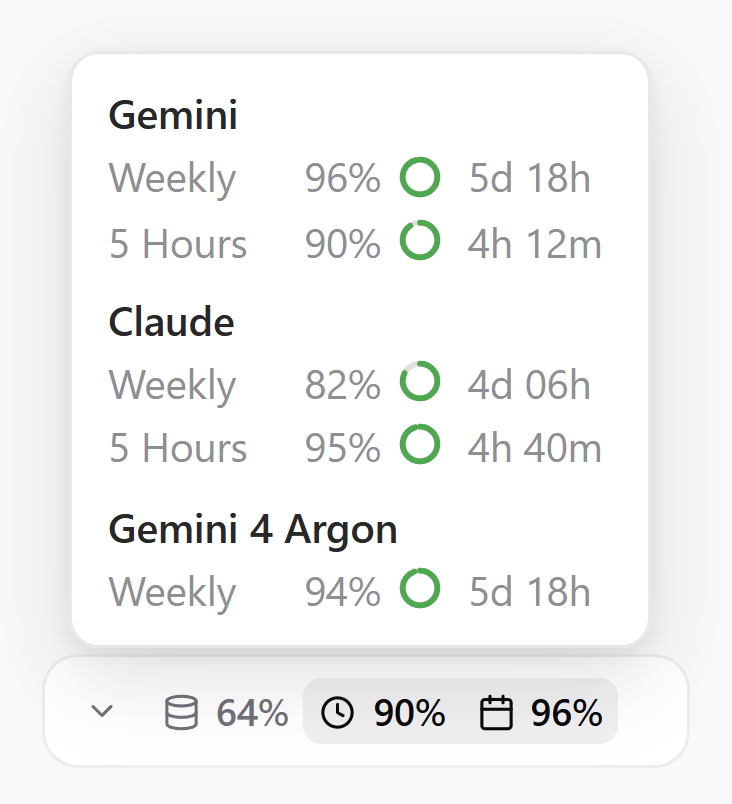 Gemini
Weekly 96% 5d 18h
5 Hours 90% 4h 12m
Claude
Weekly 82% 4d 06h
5 Hours 95% 4h 40m
Gemini 4 Argon
Weekly 94% 5d 18h
64% 90% 96%